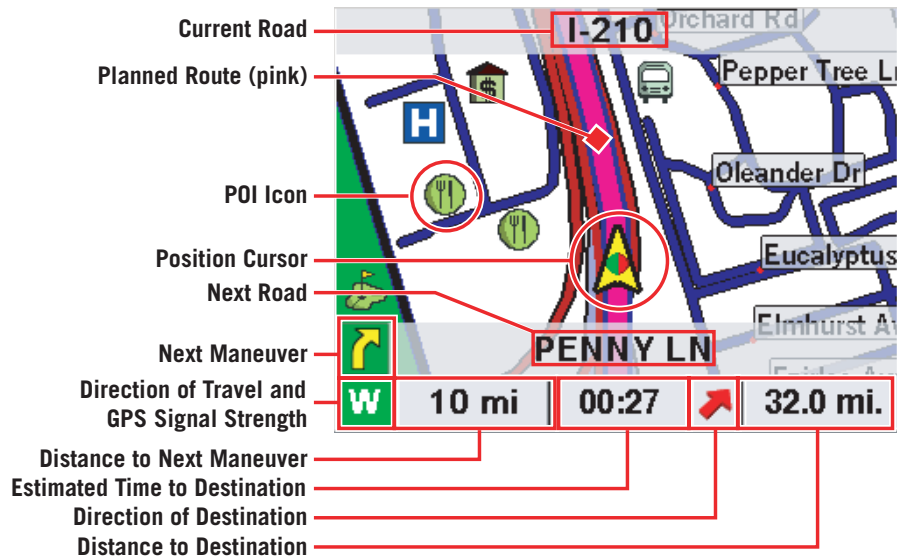 Current Road
I-210
Orchard Rd
Planned Route (pink)
$
Pepper Tree
H
POI Icon
Oleander Dr
Position Cursor
Eucalyptus
Next Road
Elmhurst
Next Maneuver
PENNY LN
Direction of Travel and
GPS Signal Strength
W
10 mi
00:27
32.0 mi.
Distance to Next Maneuver
Estimated Time to Destination
Direction of Destination
Distance to Destination